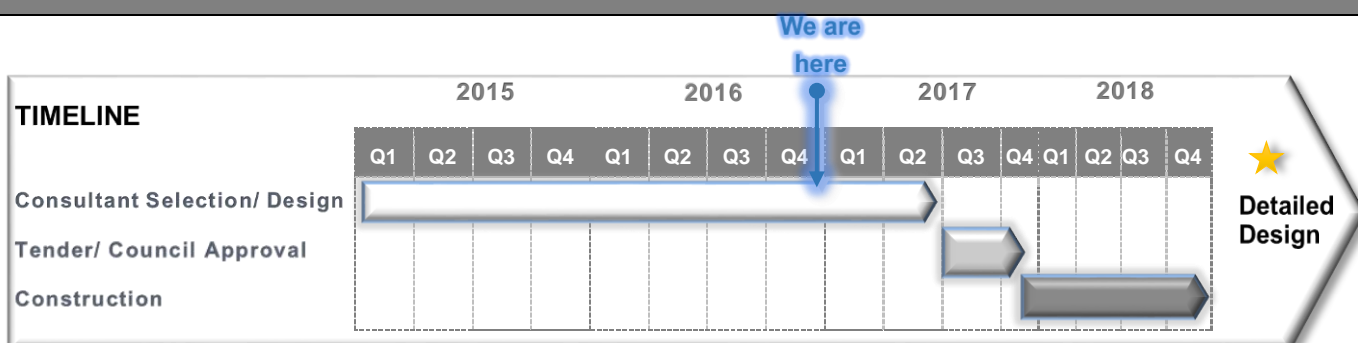 We are
here
2015 2016 2017 2018
TIMELINE
Q1 Q2 Q3 Q4 Q1 Q2 Q3 Q4 Q1 Q2 Q3 Q4 Q1 Q2 Q3 Q4
Consultant Selection/ Design
Tender/ Council Approval
Construction
Detailed
Design